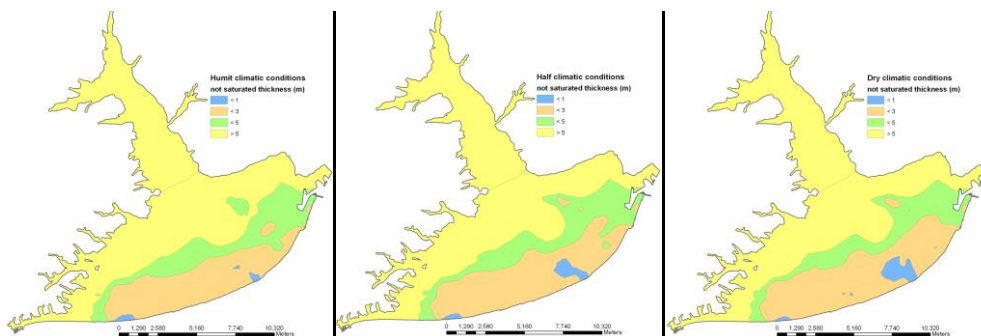 Humit climatic conditions
not saturated thickness (m)
< 1
< 3
< 5
> 5
0 1.290 2.580 5.160 7.740 10.320
Meters
Half climatic conditions
not saturated thickness (m)
< 1
< 3
< 5
> 5
0 1.290 2.580 5.160 7.740 10.320
Meters
Dry climatic conditions
not saturated thickness (m)
< 1
< 3
< 5
> 5
0 1.290 2.580 5.160 7.740 10.320
Meters